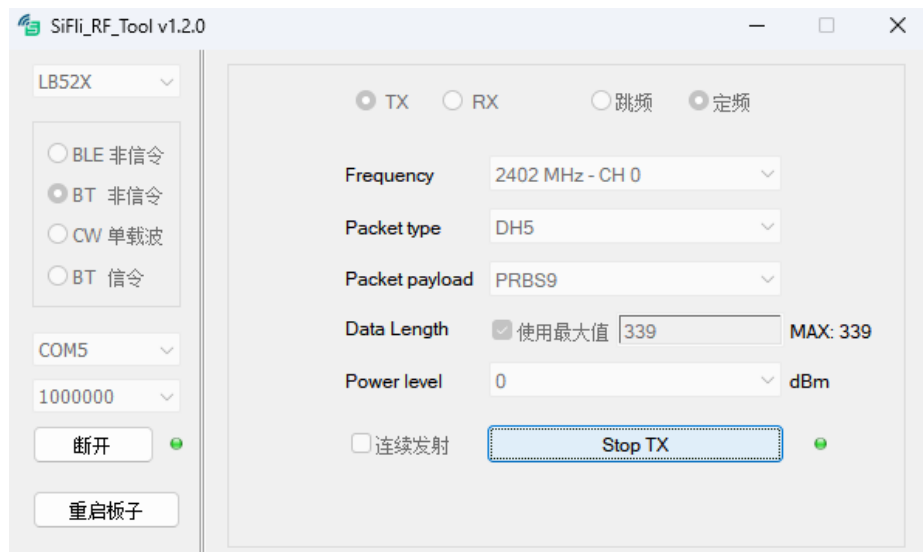 SiFli_RF_Tool v1.2.0
LB52X
BLE 非信令
BT 非信令
CW 单载波
BT 信令
COM5
1000000
断开
重启板子
TX RX 跳频 定频
Frequency 2402 MHz - CH 0
Packet type DH5
Packet payload PRBS9
Data Length 使用最大值 339 MAX: 339
Power level 0 dBm
连续发射 Stop TX